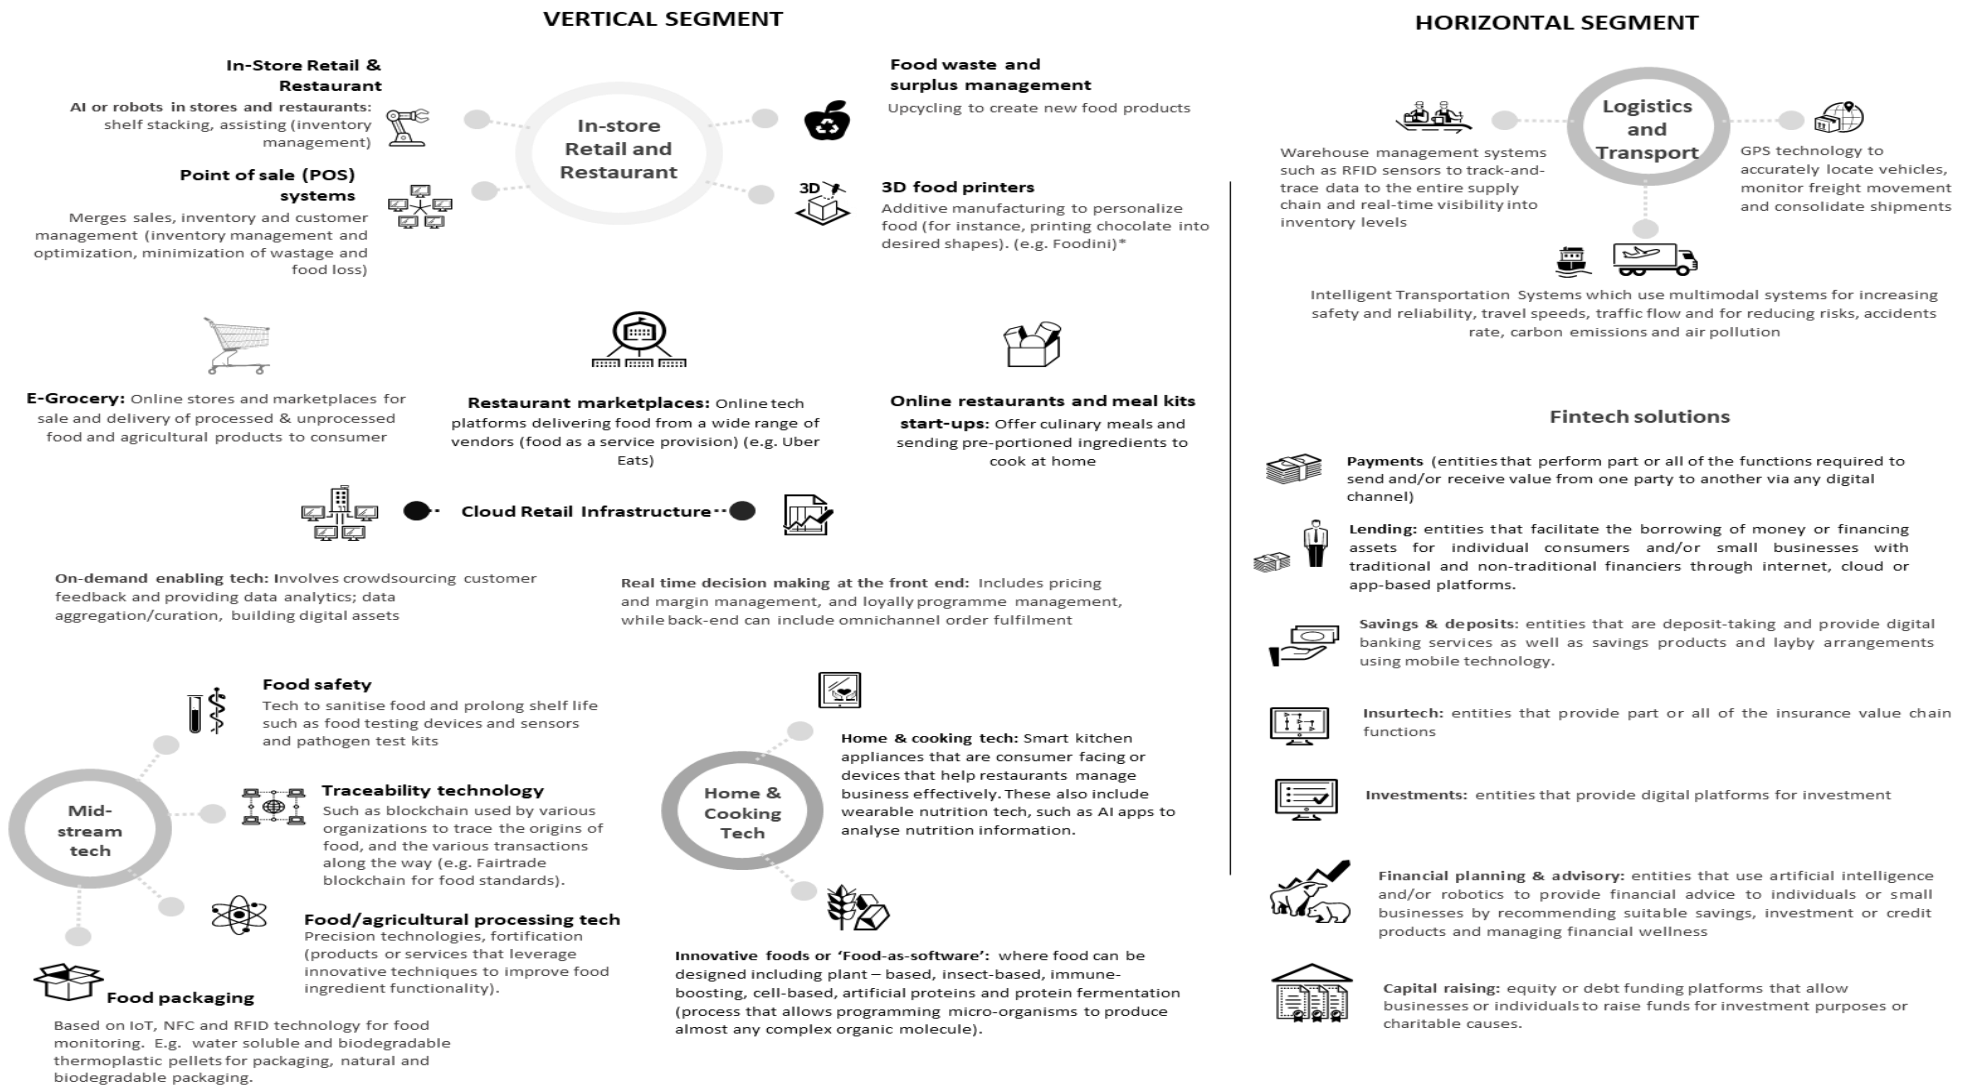 VERTICAL SEGMENT
In-Store Retail &
Restaurant
AI or robots in stores and restaurants:
shelf stacking, assisting (inventory
management)
Point of sale (POS)
systems
Merges sales, inventory and customer
management (inventory management and
optimization, minimization of wastage and
food loss)
In-store
Retail and
Restaurant
Food waste and
surplus management
Upcycling to create new food products
3D
3D food printers
Additive manufacturing to personalize
food (for instance, printing chocolate into
desired shapes). (e.g. Foodini)*
E-Grocery: Online stores and marketplaces for
sale and delivery of processed & unprocessed
food and agricultural products to consumer
Restaurant marketplaces: Online tech
platforms delivering food from a wide range of
vendors (food as a service provision) (e.g. Uber
Eats)
Online restaurants and meal kits
start-ups: Offer culinary meals and
sending pre-portioned ingredients to
cook at home
Cloud Retail Infrastructure
On-demand enabling tech: Involves crowdsourcing customer
feedback and providing data analytics; data
aggregation/curation, building digital assets
Real time decision making at the front end: Includes pricing
and margin management, and loyally programme management,
while back-end can include omnichannel order fulfilment
Mid-
stream
tech
Food safety
Tech to sanitise food and prolong shelf life
such as food testing devices and sensors
and pathogen test kits
Traceability technology
Such as blockchain used by various
organizations to trace the origins of
food, and the various transactions
along the way (e.g. Fairtrade
blockchain for food standards).
Food/agricultural processing tech
Precision technologies, fortification
(products or services that leverage
innovative techniques to improve food
ingredient functionality).
Food packaging
Based on IoT, NFC and RFID technology for food
monitoring. E.g. water soluble and biodegradable
thermoplastic pellets for packaging, natural and
biodegradable packaging.
Home &
Cooking
Tech
Home & cooking tech: Smart kitchen
appliances that are consumer facing or
devices that help restaurants manage
business effectively. These also include
wearable nutrition tech, such as AI apps to
analyse nutrition information.
Innovative foods or ‘Food-as-software’: where food can be
designed including plant – based, insect-based, immune-
boosting, cell-based, artificial proteins and protein fermentation
(process that allows programming micro-organisms to produce
almost any complex organic molecule).
HORIZONTAL SEGMENT
Logistics
and
Transport
Warehouse management systems
such as RFID sensors to track-and-
trace data to the entire supply
chain and real-time visibility into
inventory levels
GPS technology to
accurately locate vehicles,
monitor freight movement
and consolidate shipments
Intelligent Transportation Systems which use multimodal systems for increasing
safety and reliability, travel speeds, traffic flow and for reducing risks, accidents
rate, carbon emissions and air pollution
Fintech solutions
Payments (entities that perform part or all of the functions required to
send and/or receive value from one party to another via any digital
channel)
Lending: entities that facilitate the borrowing of money or financing
assets for individual consumers and/or small businesses with
traditional and non-traditional financiers through internet, cloud or
app-based platforms.
Savings & deposits: entities that are deposit-taking and provide digital
banking services as well as savings products and layby arrangements
using mobile technology.
Insurtech: entities that provide part or all of the insurance value chain
functions
Investments: entities that provide digital platforms for investment
Financial planning & advisory: entities that use artificial intelligence
and/or robotics to provide financial advice to individuals or small
businesses by recommending suitable savings, investment or credit
products and managing financial wellness
Capital raising: equity or debt funding platforms that allow
businesses or individuals to raise funds for investment purposes or
charitable causes.